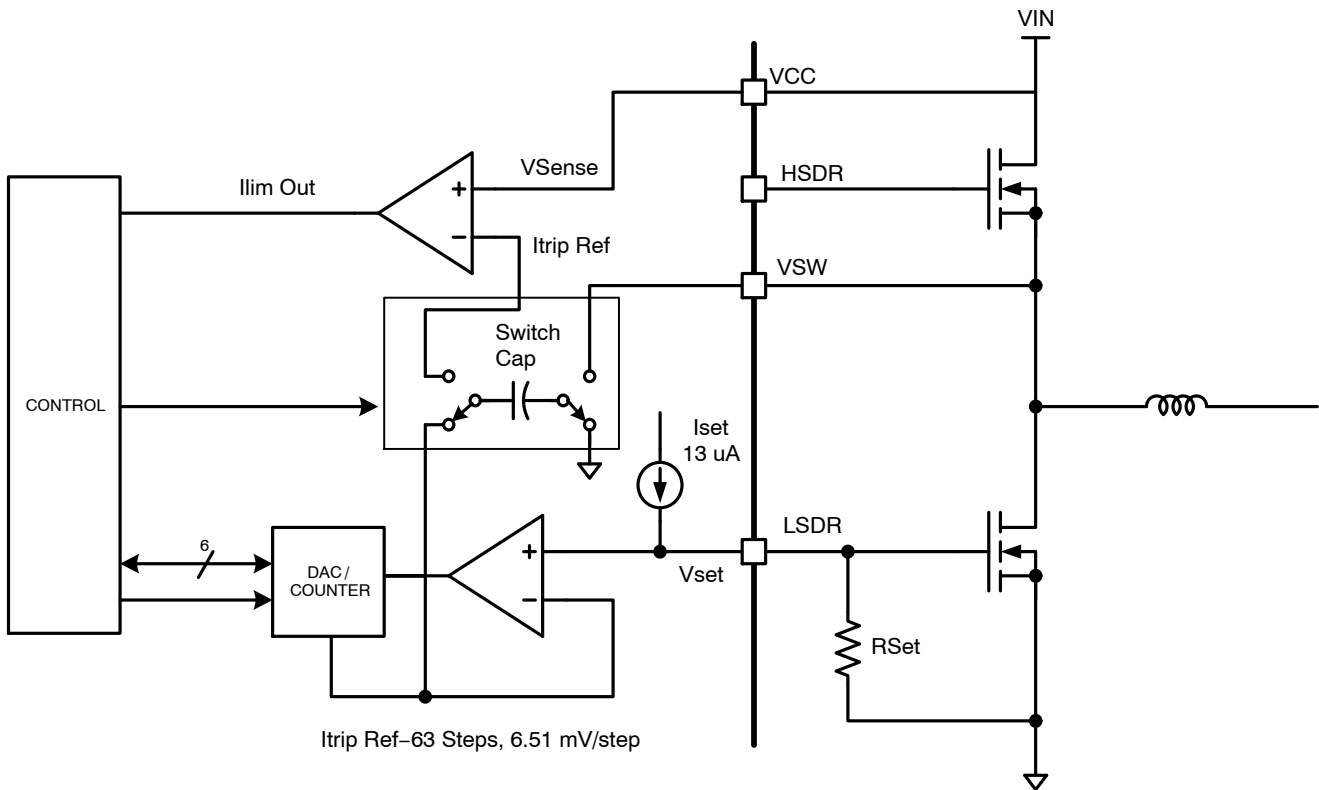 VIN
VCC
VSense
HSDR
Ilim Out
+
−
Itrip Ref
VSW
Switch
Cap
CONTROL
Iset
13 uA
LSDR
6
DAC/
COUNTER
+
−
Vset
RSet
Itrip Ref−63 Steps, 6.51 mV/step